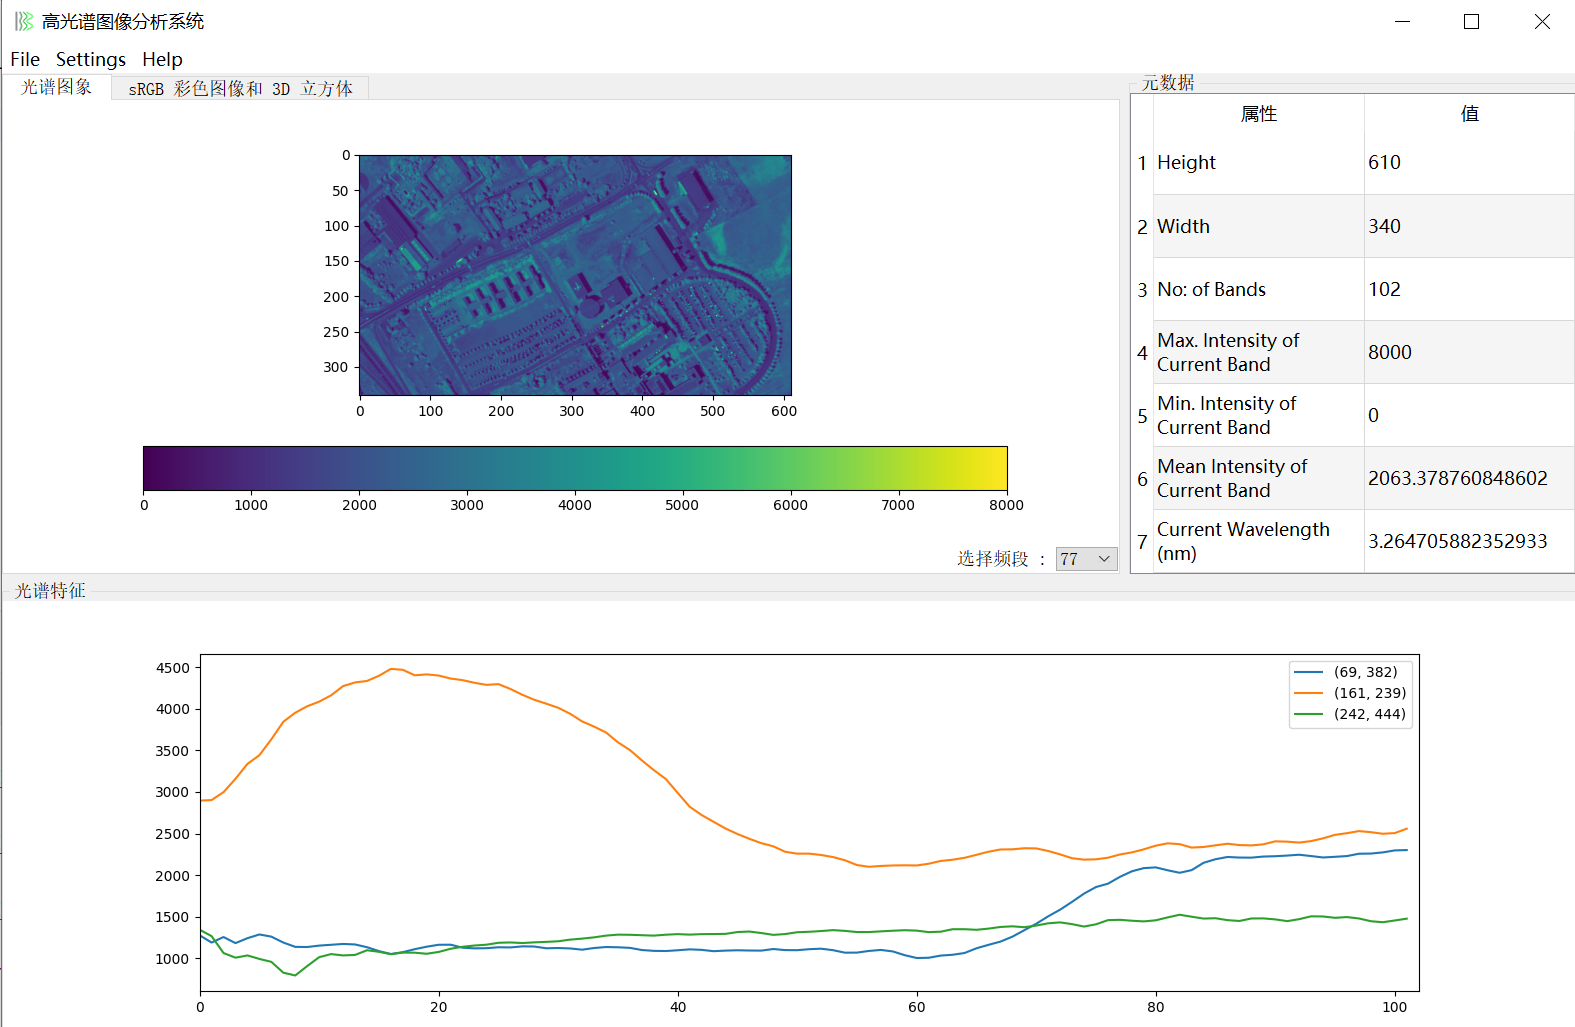 高光谱图像分析系统
File Settings Help
光谱图象
sRGB 彩色图像和 3D 立方体
0
50
100
150
200
250
300
0 100 200 300 400 500 600
0 1000 2000 3000 4000 5000 6000 7000 8000
选择频段 : 77
元数据
属性 值
1 Height 610
2 Width 340
3 No: of Bands 102
4 Max. Intensity of Current Band 8000
5 Min. Intensity of Current Band 0
6 Mean Intensity of Current Band 2063.378760848602
7 Current Wavelength (nm) 3.264705882352933
光谱特征
4500
4000
3500
3000
2500
2000
1500
1000
0 20 40 60 80 100
(69, 382)
(161, 239)
(242, 444)